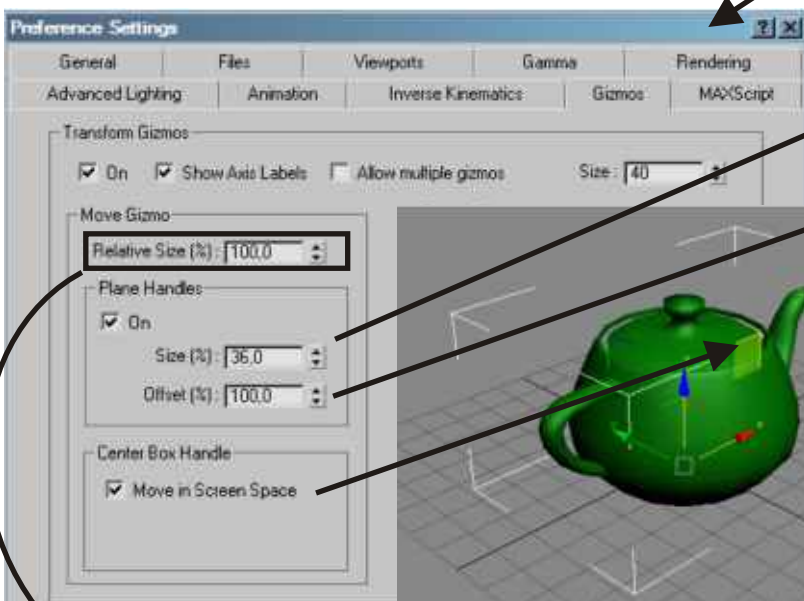 Preference Settings
General Files Viewports Gamma Rendering
Advanced Lighting Animation Inverse Kinematics Gizmos MAXScript
Transform Gizmos
On Show Axis Labels Allow multiple gizmos Size: 40
Move Gizmo
Relative Size (%): 100,0
Plane Handles
On
Size (%): 36,0
Offset (%): 100,0
Center Box Handle
Move in Screen Space